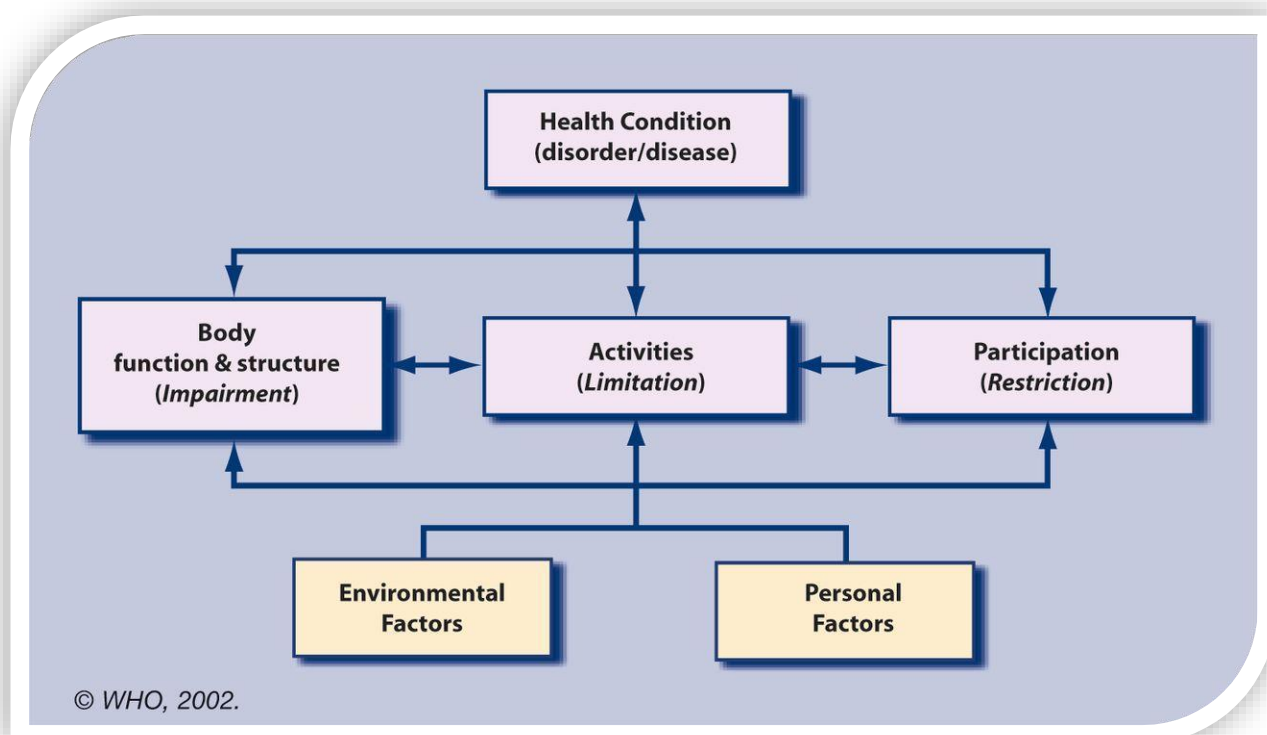 Health Condition
(disorder/disease)
Body
function & structure
(Impairment)
Activities
(Limitation)
Participation
(Restriction)
Environmental
Factors
Personal
Factors
© WHO, 2002.